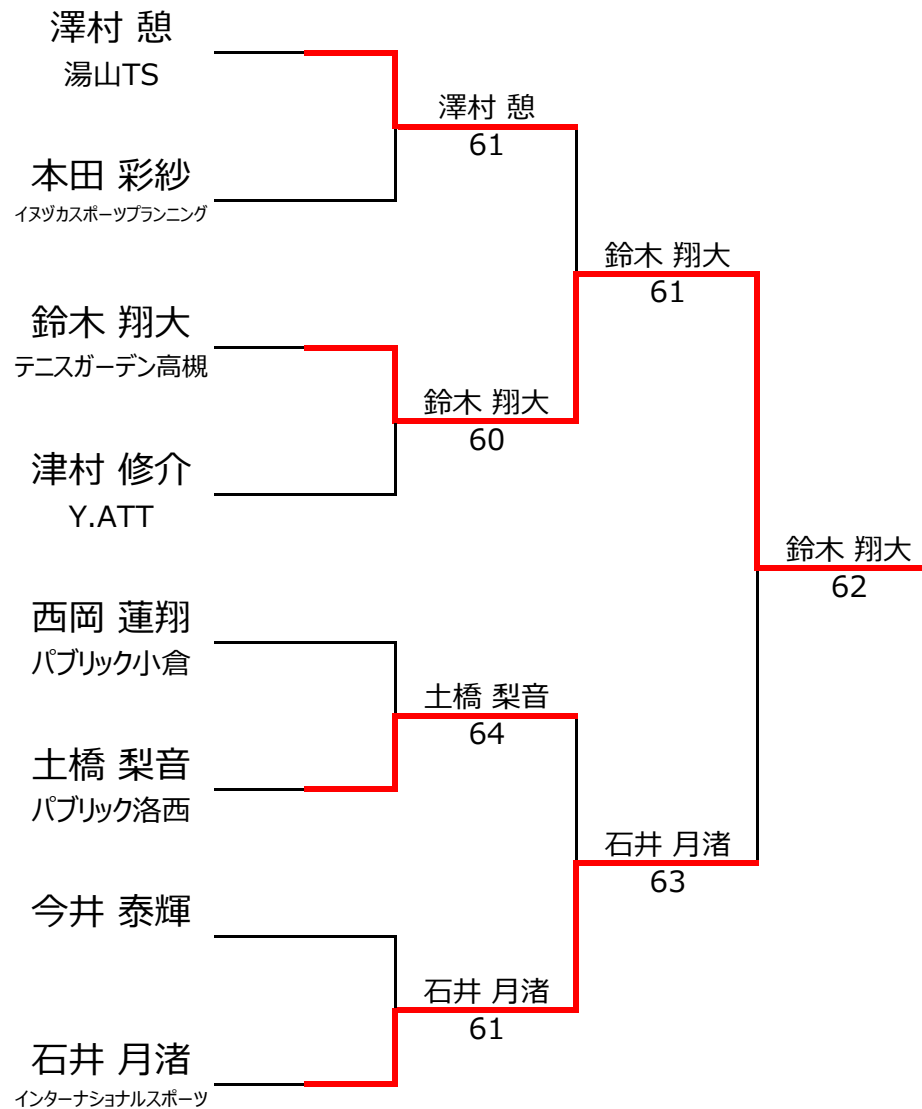 澤村 憩
湯山TS
本田 彩紗
イヌヅカスポーツプランニング
鈴木 翔大
テニスガーデン高槻
津村 修介
Y.ATT
西岡 蓮翔
パブリック小倉
土橋 梨音
パブリック洛西
今井 泰輝
石井 月渚
インターナショナルスポーツ
澤村 憩
61
鈴木 翔大
60
土橋 梨音
64
石井 月渚
61
鈴木 翔大
61
石井 月渚
63
鈴木 翔大
62